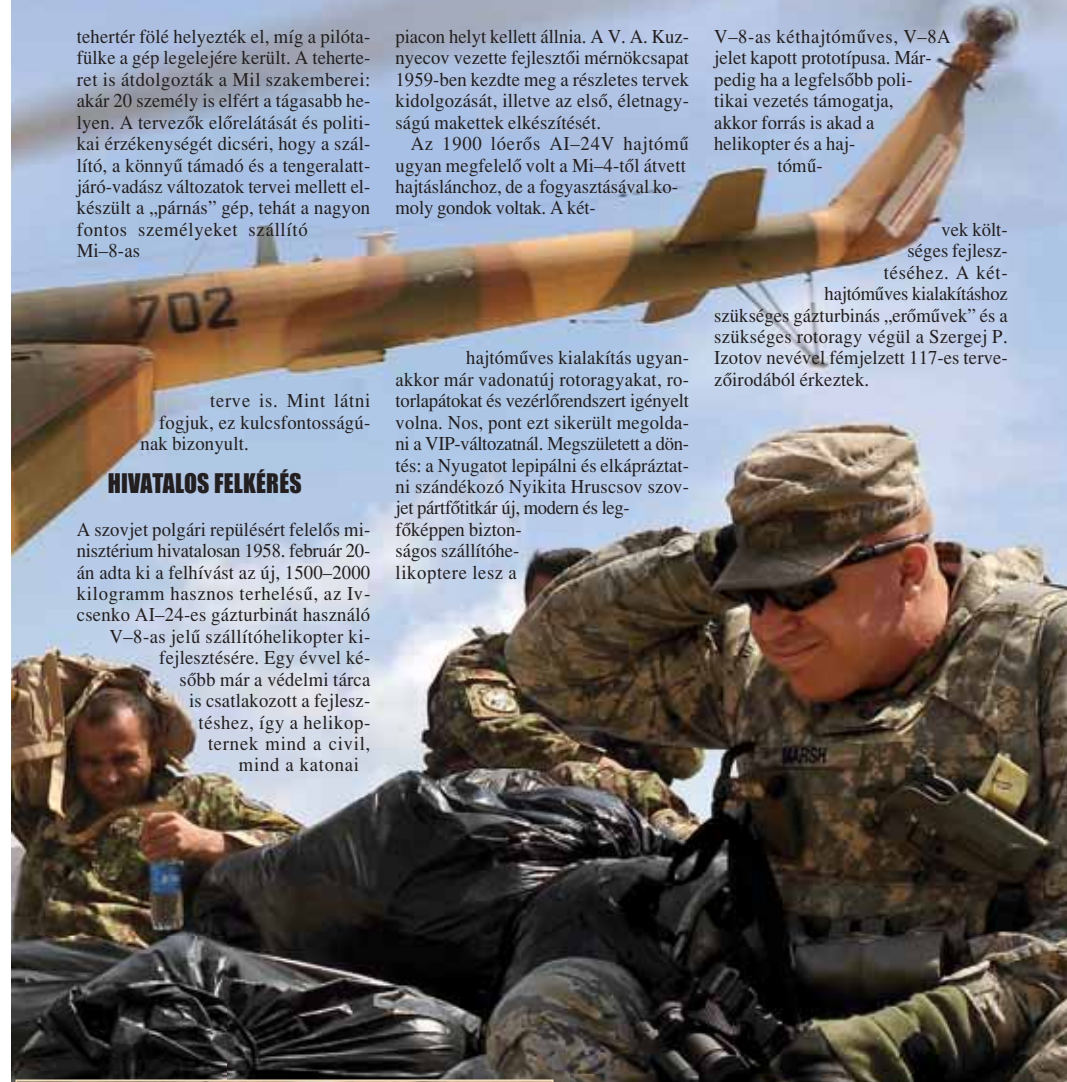 tehertér fölé helyezték el, míg a pilóta-
fülke a gép legelejére került. A teherte-
ret is átdolgozták a Mil szakemberei:
akár 20 személy is elfért a tágasabb he-
lyen. A tervezők előrelátását és politi-
kai érzékenységét dicséri, hogy a szál-
lító, a könnyű támadó és a tengeralatt-
járó-vadász változatok tervei mellett el-
készült a „párnás” gép, tehát a nagyon
fontos személyeket szállító
Mi–8-as
terve is. Mint látni
fogjuk, ez kulcsfontosságú-
nak bizonyult.
HIVATALOS FELKÉRÉS
A szovjet polgári repülésért felelős mi-
nisztérium hivatalosan 1958. február 20-
án adta ki a felhívást az új, 1500–2000
kilogramm hasznos terhelésű, az Iv-
csenko AI–24-es gázturbinát használó
V–8-as jelű szállítóhelikopter ki-
fejlesztésére. Egy évvel ké-
sőbb már a védelmi tárca
is csatlakozott a fejlesz-
téshez, így a helikop-
ternek mind a civil,
mind a katonai
piacon helyt kellett állnia. A V. A. Kuz-
nyecov vezette fejlesztői mérnökcsapat
1959-ben kezdte meg a részletes tervek
kidolgozását, illetve az első, életnagy-
ságú makettek elkészítését.
Az 1900 lóerős AI–24V hajtómű
ugyan megfelelő volt a Mi–4-től átvett
hajtáslánchoz, de a fogyasztásával ko-
moly gondok voltak. A két-
hajtóműves kialakítás ugyan-
akkor már vadonatúj rotoragyakat, ro-
torlapátokat és vezérlőrendszert igényelt
volna. Nos, pont ezt sikerült megolda-
ni a VIP-változatnál. Megszületett a dön-
tés: a Nyugatot lepipálni és elkápráztat-
ni szándékozó Nyikita Hruscsov szov-
jet pártfőtitkár új, modern és leg-
főképpen bizton-
ságos szállítóhe-
likoptere lesz a
V–8-as kéthajtóműves, V–8A
jelet kapott prototípusa. Már-
pedig ha a legfelsőbb poli-
tikai vezetés támogatja,
akkor forrás is akad a
helikopter és a haj-
tómű-
vek költ-
séges fejlesz-
téséhez. A két-
hajtóműves kialakításhoz
szükséges gázturbinás „erőművek” és a
szükséges rotoragy végül a Szergej P.
Izotov nevével fémjelzett 117-es terve-
zőirodából érkeztek.
702
MARSH